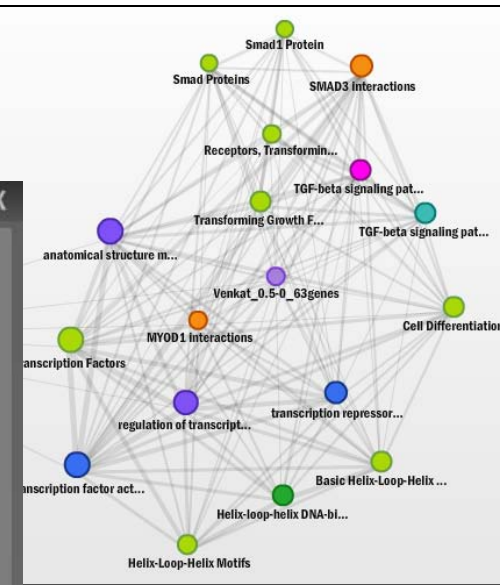 Smad1 Protein
Smad Proteins
SMAD3 interactions
Receptors, Transformin...
TGF-beta signaling pat...
Transforming Growth F...
TGF-beta signaling pat...
anatomical structure m...
Venkat_0.5-0_63genes
Cell Differentiation
MYOD1 interactions
anscription Factors
transcription repressor...
regulation of transcript...
Basic Helix-Loop-Helix ...
nscription factor act...
Helix-loop-helix DNA-bi...
Helix-Loop-Helix Motifs